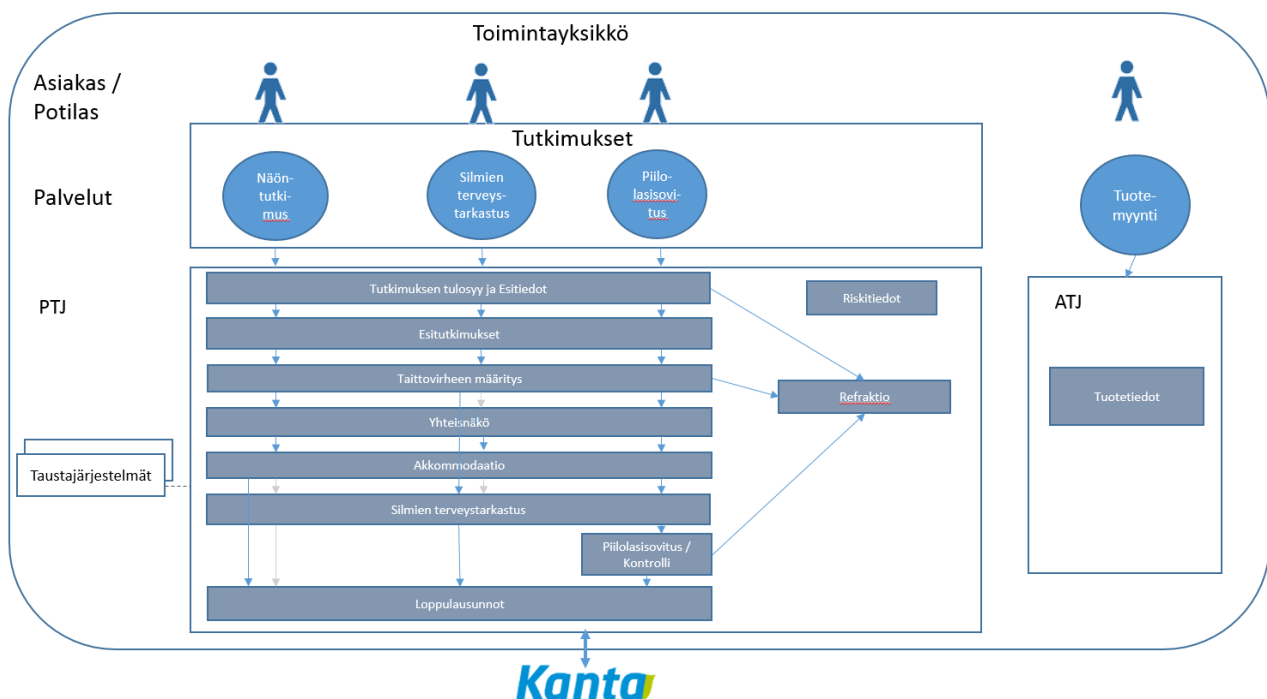 Toimintayksikkö
Asiakas /
Potilas
Tutkimukset
Palvelut
Näön-
tutki-
mus
Silmien
terveys-
tarkastus
Piilo-
lasisovi-
tus
Tuote-
myynti
PTJ
Tutkimuksen tulosyy ja Esitiedot
Riskitiedot
ATJ
Esitutkimukset
Taittovirheen määritys
Refraktio
Tuotetiedot
Yhteisnäkö
Akkommodaatio
Taustajärjestelmät
Silmien terveystarkastus
Piilolasisovitus /
Kontrolli
Loppulausunnot
Kanta